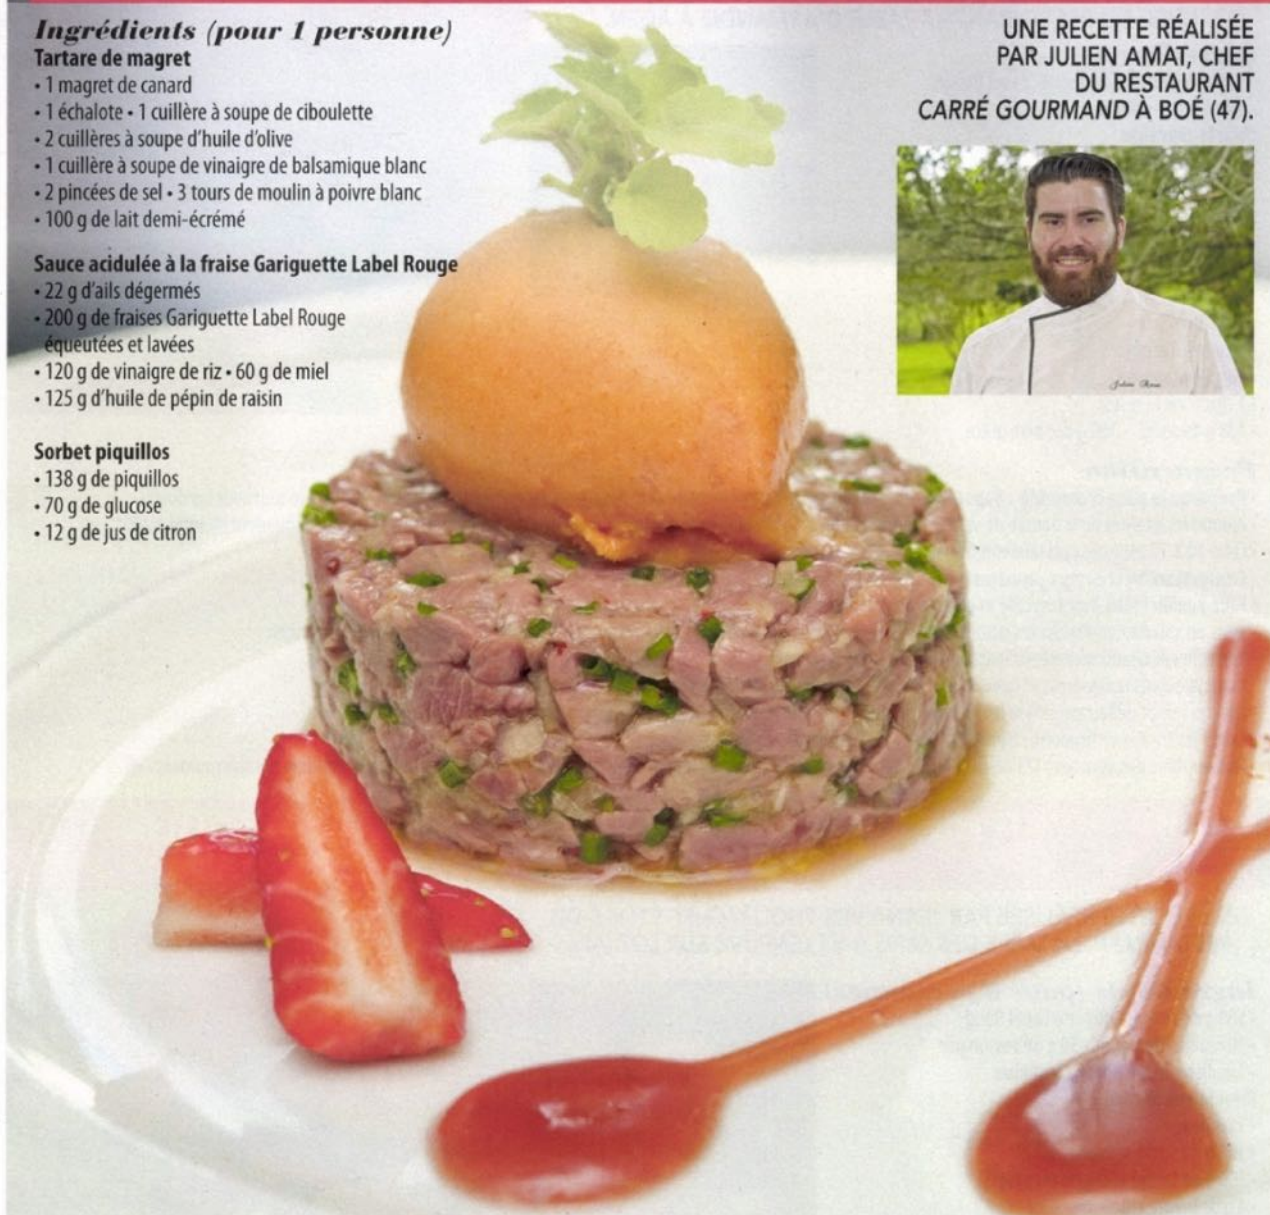 Ingrédients (pour 1 personne)
Tartare de magret
• 1 magret de canard
• 1 échalote • 1 cuillère à soupe de ciboulette
• 2 cuillères à soupe d'huile d'olive
• 1 cuillère à soupe de vinaigre de balsamique blanc
• 2 pincées de sel • 3 tours de moulin à poivre blanc
• 100 g de lait demi-écrémé
Sauce acidulée à la fraise Gariguette Label Rouge
• 22 g d'ails dégermés
• 200 g de fraises Gariguette Label Rouge
équeutées et lavées
• 120 g de vinaigre de riz • 60 g de miel
• 125 g d'huile de pépin de raisin
Sorbet piquillos
• 138 g de piquillos
• 70 g de glucose
• 12 g de jus de citron
UNE RECETTE RÉALISÉE
PAR JULIEN AMAT, CHEF
DU RESTAURANT
CARRÉ GOURMAND À BOÉ (47).